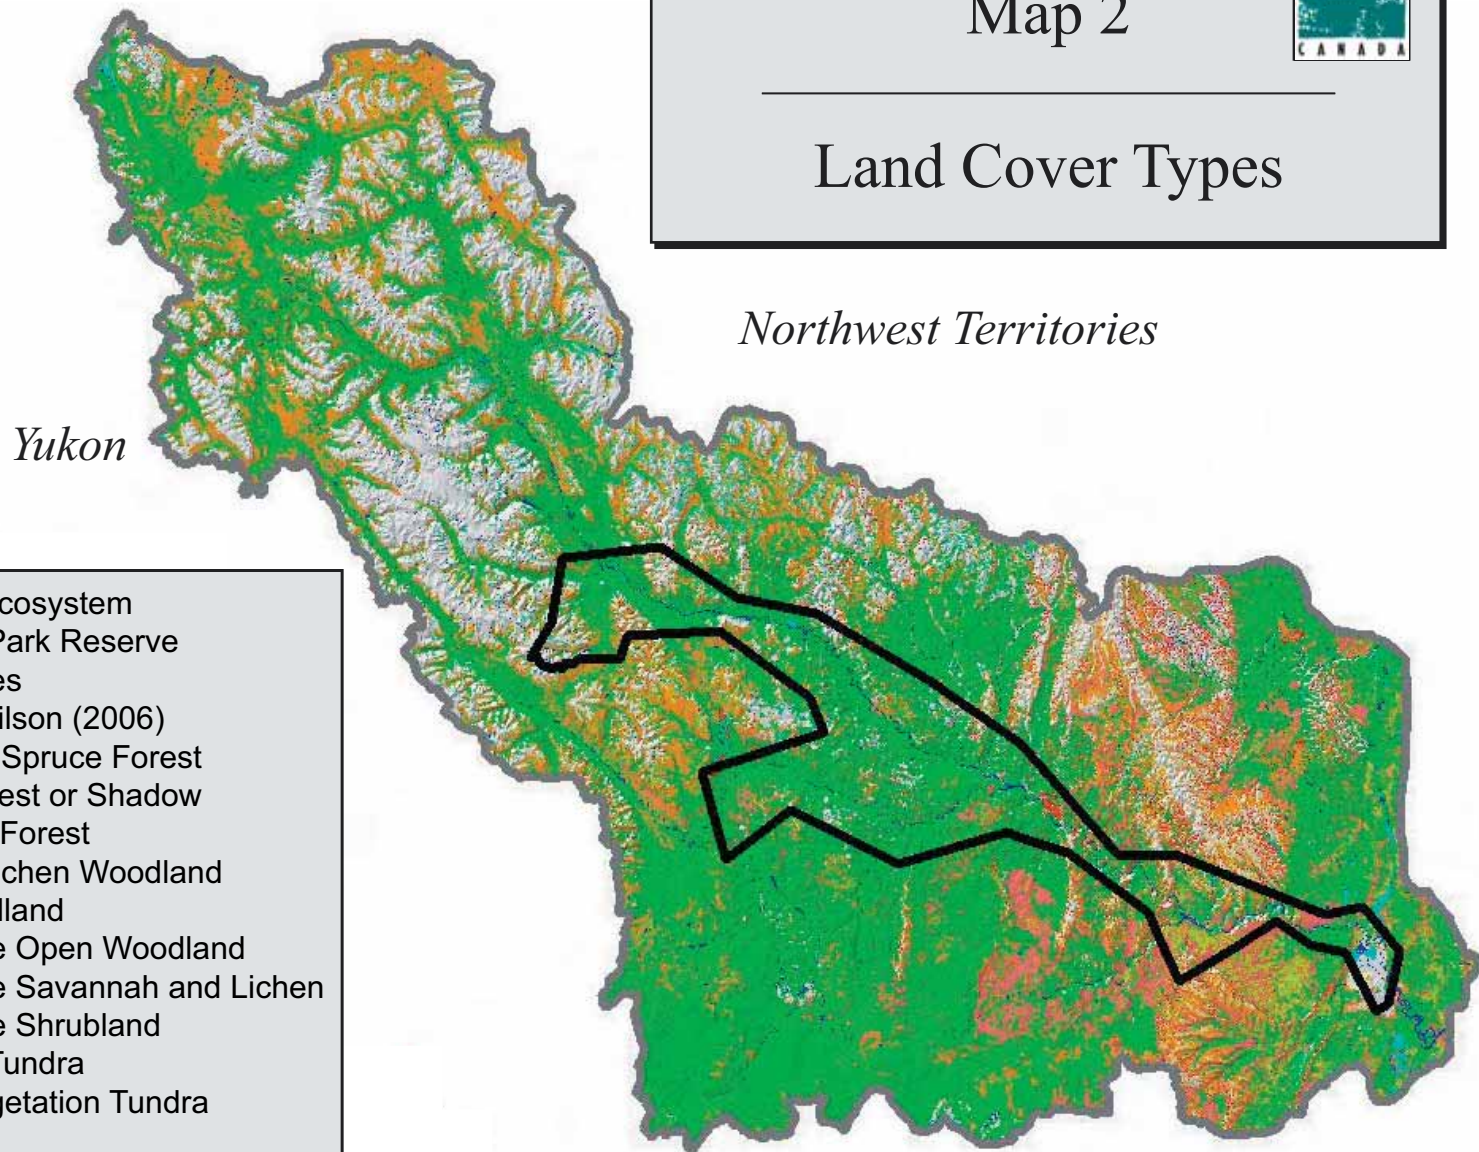 Map 2
CANADA
Land Cover Types
Northwest Territories
Yukon
cosystem
Park Reserve
es
ilson (2006)
Spruce Forest
est or Shadow
Forest
chen Woodland
lland
e Open Woodland
e Savannah and Lichen
e Shrubland
Tundra
getation Tundra